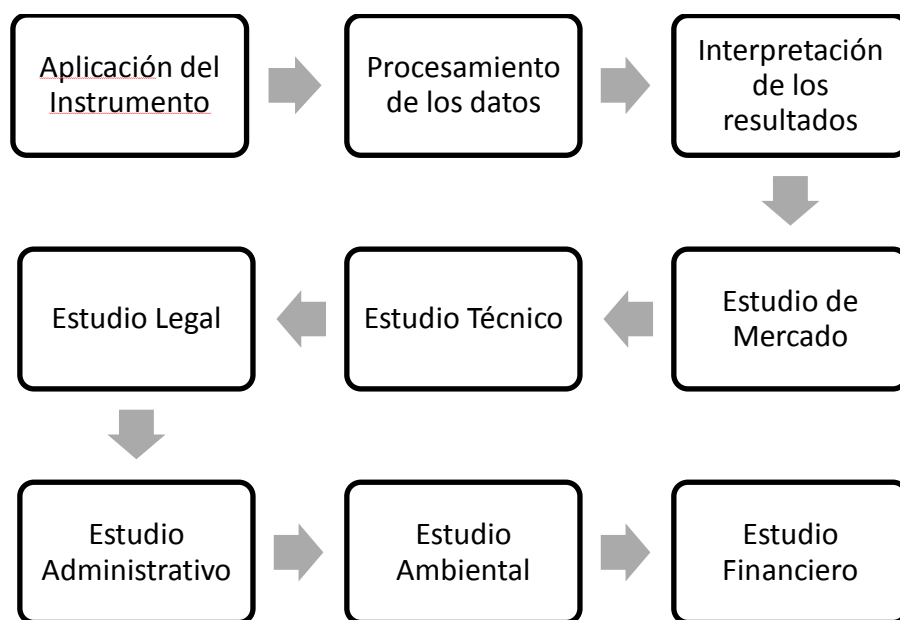 Aplicación del
Instrumento
Procesamiento
de los datos
Interpretación
de los
resultados
Estudio de
Mercado
Estudio Técnico
Estudio Legal
Estudio
Administrativo
Estudio
Ambiental
Estudio
Financiero